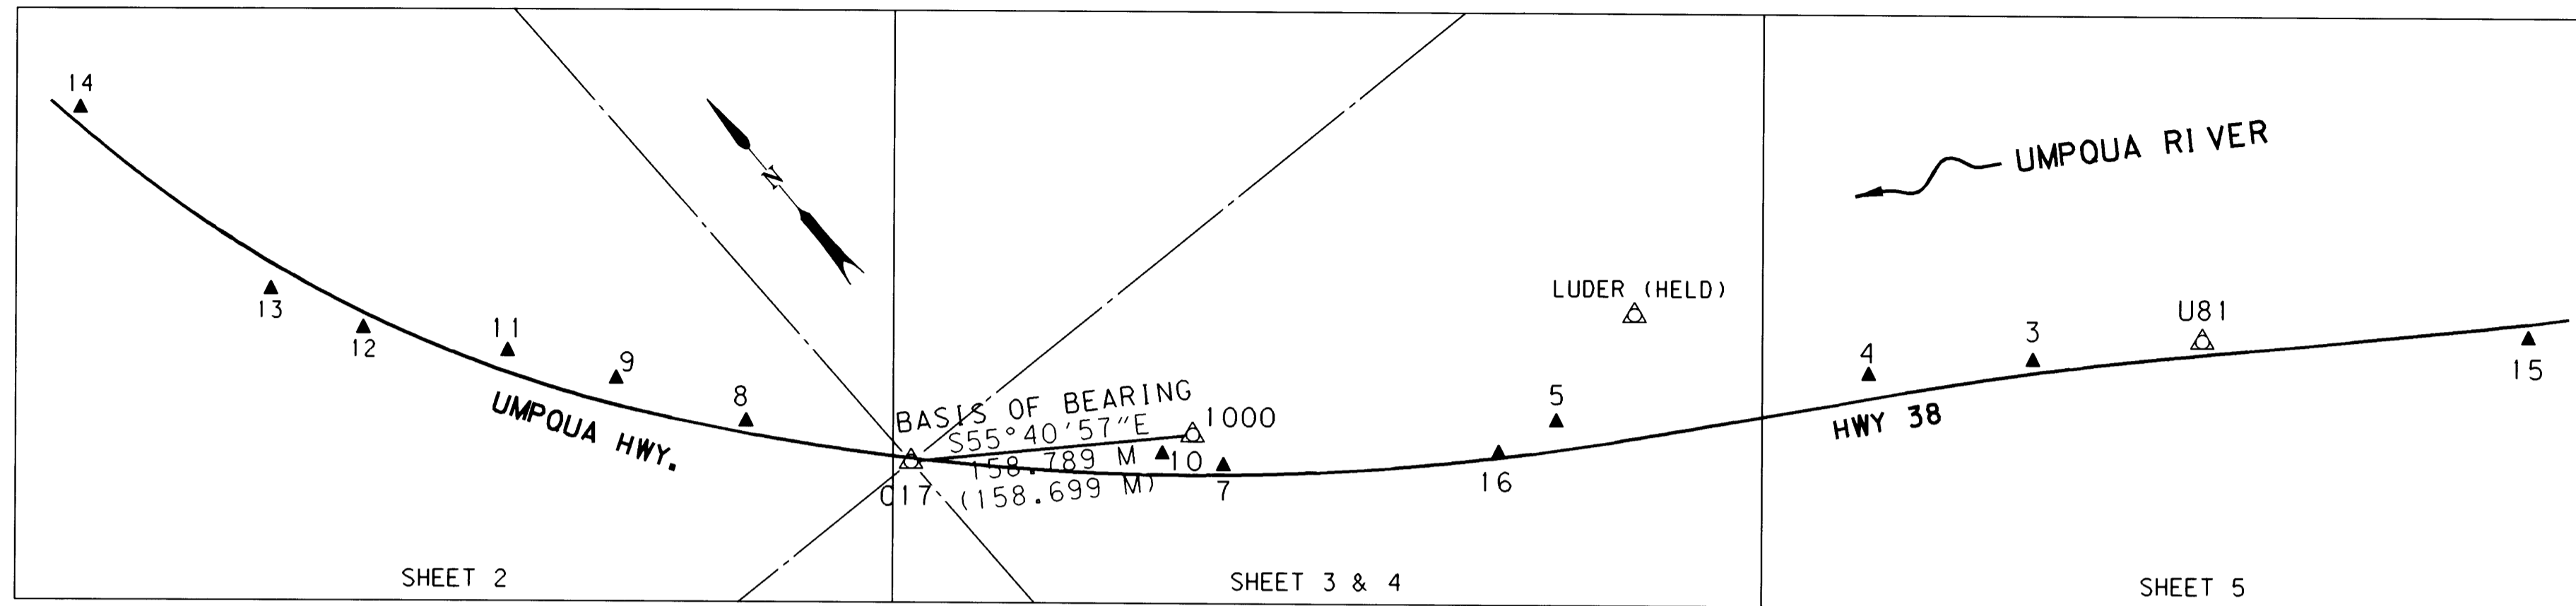 14
13
12
11
9
8
UMPQUA HWY.
SHEET 2
N
BASIS OF BEARING
S55°40'57"E
158.789 M
(158.699 M)
017
1000
10
7
16
5
LUDER (HELD)
SHEET 3 & 4
UMPQUA RIVER
4
3
U81
15
HWY 38
SHEET 5